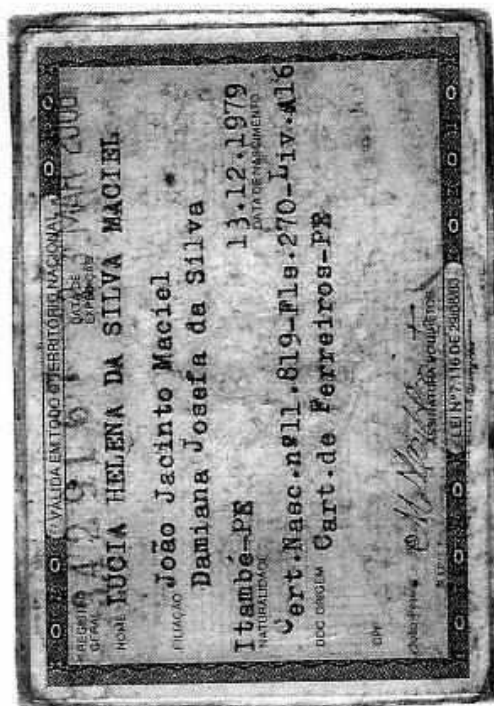 VÁLIDA EM TODO O TERRITÓRIO NACIONAL
REGISTRO GERAL
DATA DE EXPEDIÇÃO MAR 2000
NOME LUCIA HELENA DA SILVA MACIEL
FILIAÇÃO João Jacinto Maciel
Damiana Josefa da Silva
Itambé-PE 13.12.1979
NATURALIDADE DATA DE NASCIMENTO
Cert.Nasc.nº11.619-Fls.270-Liv.A16
DOC ORIGEM Cart.de Ferreiros-PE
CPF
ASSINATURA DO DIRETOR
LEI Nº 7.116 DE 29/08/83